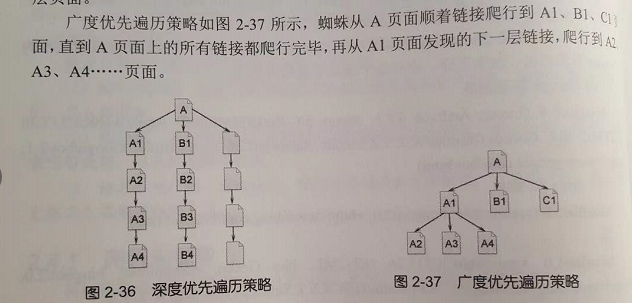 广度优先遍历策略如图 2-37 所示，蜘蛛从 A 页面顺着链接爬行到 A1、B1、C1
面，直到 A 页面上的所有链接都爬行完毕，再从 A1 页面发现的下一层链接，爬行到 A2
A3、A4……页面。
A
A1 B1
A2 B2
A3 B3
A4 B4
图 2-36 深度优先遍历策略
A
A1 B1 C1
A2 A3 A4
图 2-37 广度优先遍历策略